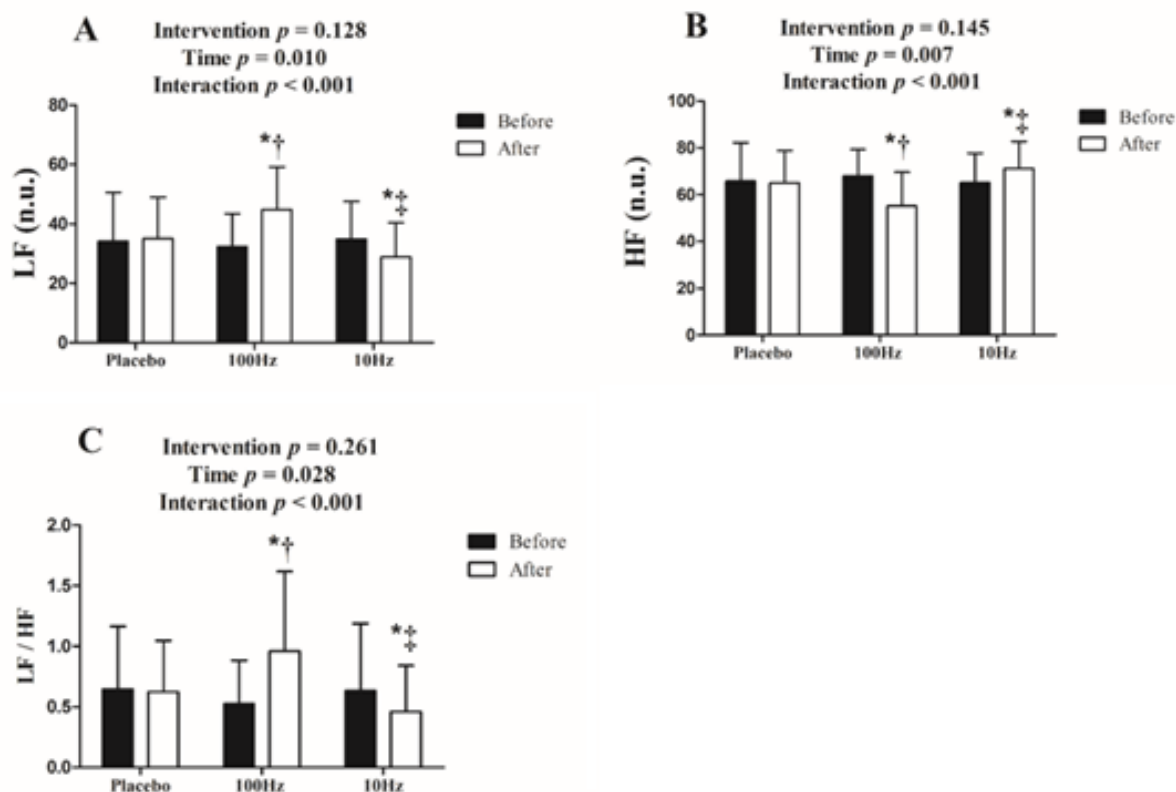 A
Intervention p = 0.128
Time p = 0.010
Interaction p < 0.001
Before
After
LF (n.u.)
80
60
40
20
0
*†
*‡
Placebo
100Hz
10Hz
B
Intervention p = 0.145
Time p = 0.007
Interaction p < 0.001
Before
After
HF (n.u.)
100
80
60
40
20
0
*†
*‡
Placebo
100Hz
10Hz
C
Intervention p = 0.261
Time p = 0.028
Interaction p < 0.001
Before
After
LF / HF
2.0
1.5
1.0
0.5
0.0
*†
*‡
Placebo
100Hz
10Hz